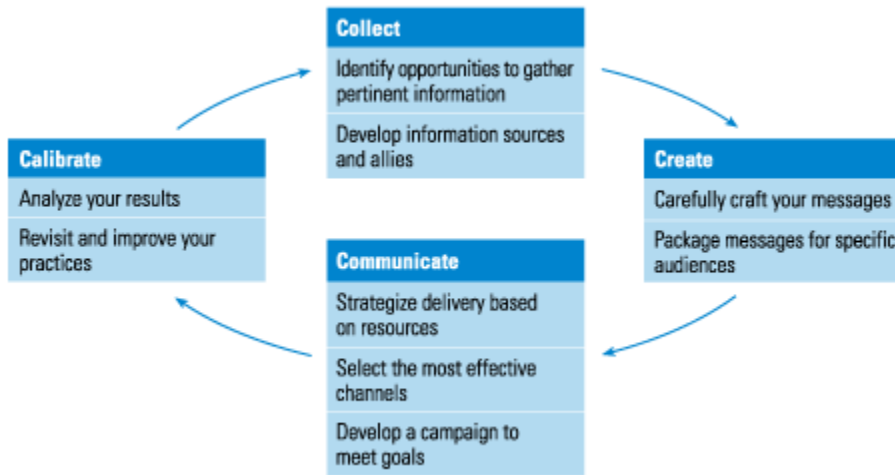 Collect
Identify opportunities to gather
pertinent information
Develop information sources
and allies
Calibrate
Analyze your results
Revisit and improve your
practices
Create
Carefully craft your messages
Package messages for specific
audiences
Communicate
Strategize delivery based
on resources
Select the most effective
channels
Develop a campaign to
meet goals